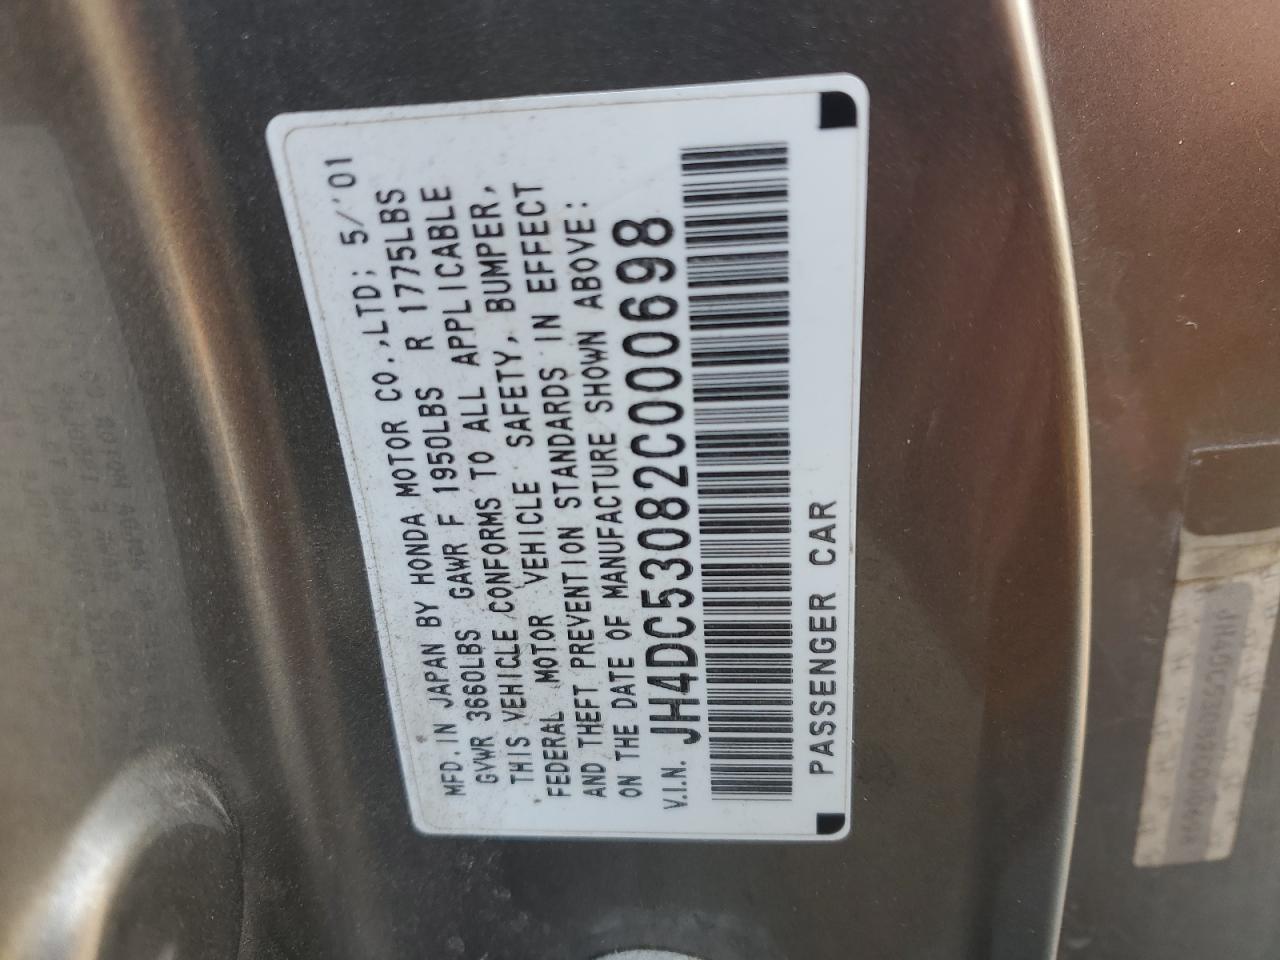 MFD. IN JAPAN BY HONDA MOTOR CO.,LTD; 5/'01
GVWR 3660LBS GAWR F 1950LBS R 1775LBS
THIS VEHICLE CONFORMS TO ALL APPLICABLE
FEDERAL MOTOR VEHICLE SAFETY, BUMPER,
AND THEFT PREVENTION STANDARDS IN EFFECT
ON THE DATE OF MANUFACTURE SHOWN ABOVE:
V.I.N. JH4DC53082C000698
PASSENGER CAR